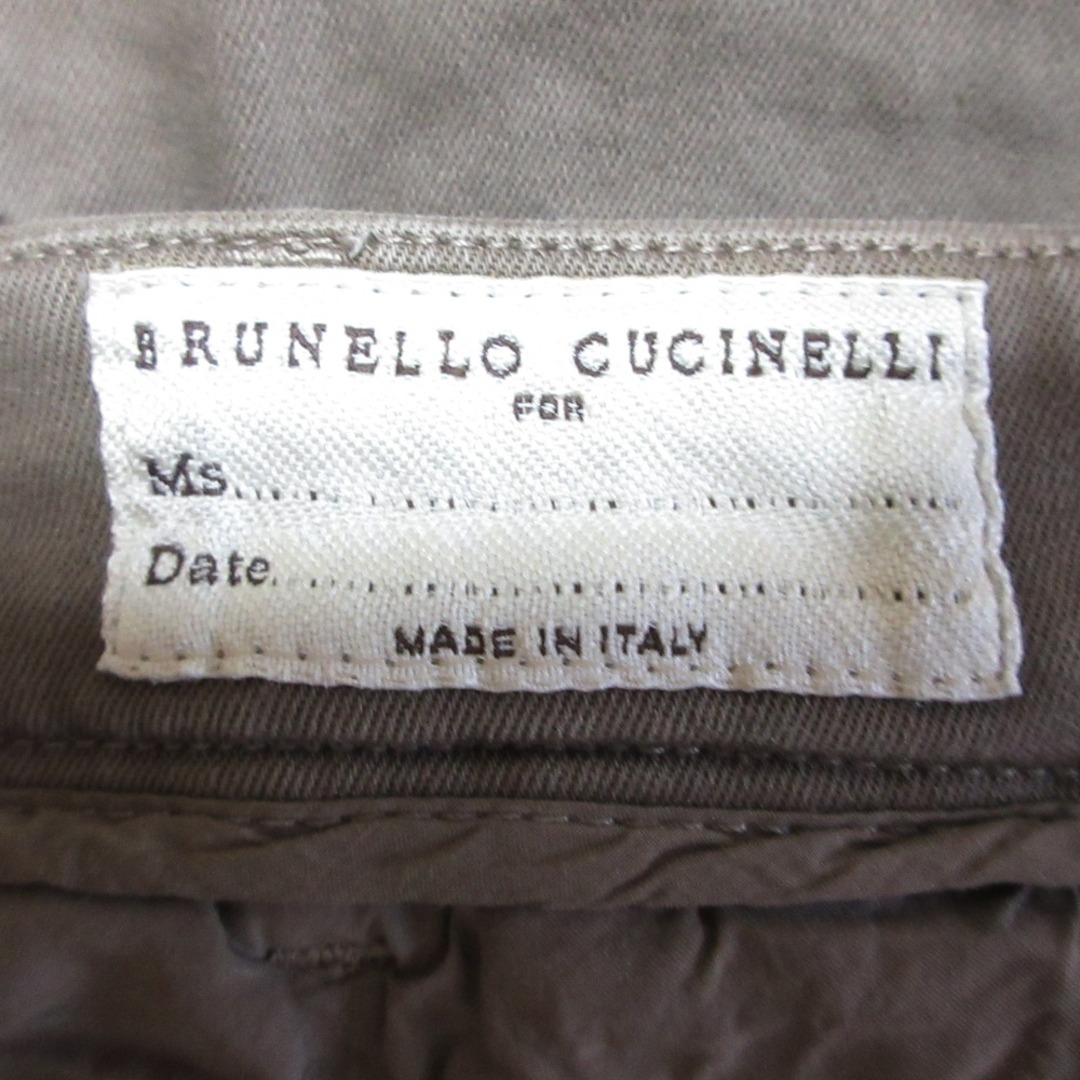 BRUNELLO CUCINELLI
FOR
Ms..............................
Date..............................
MADE IN ITALY